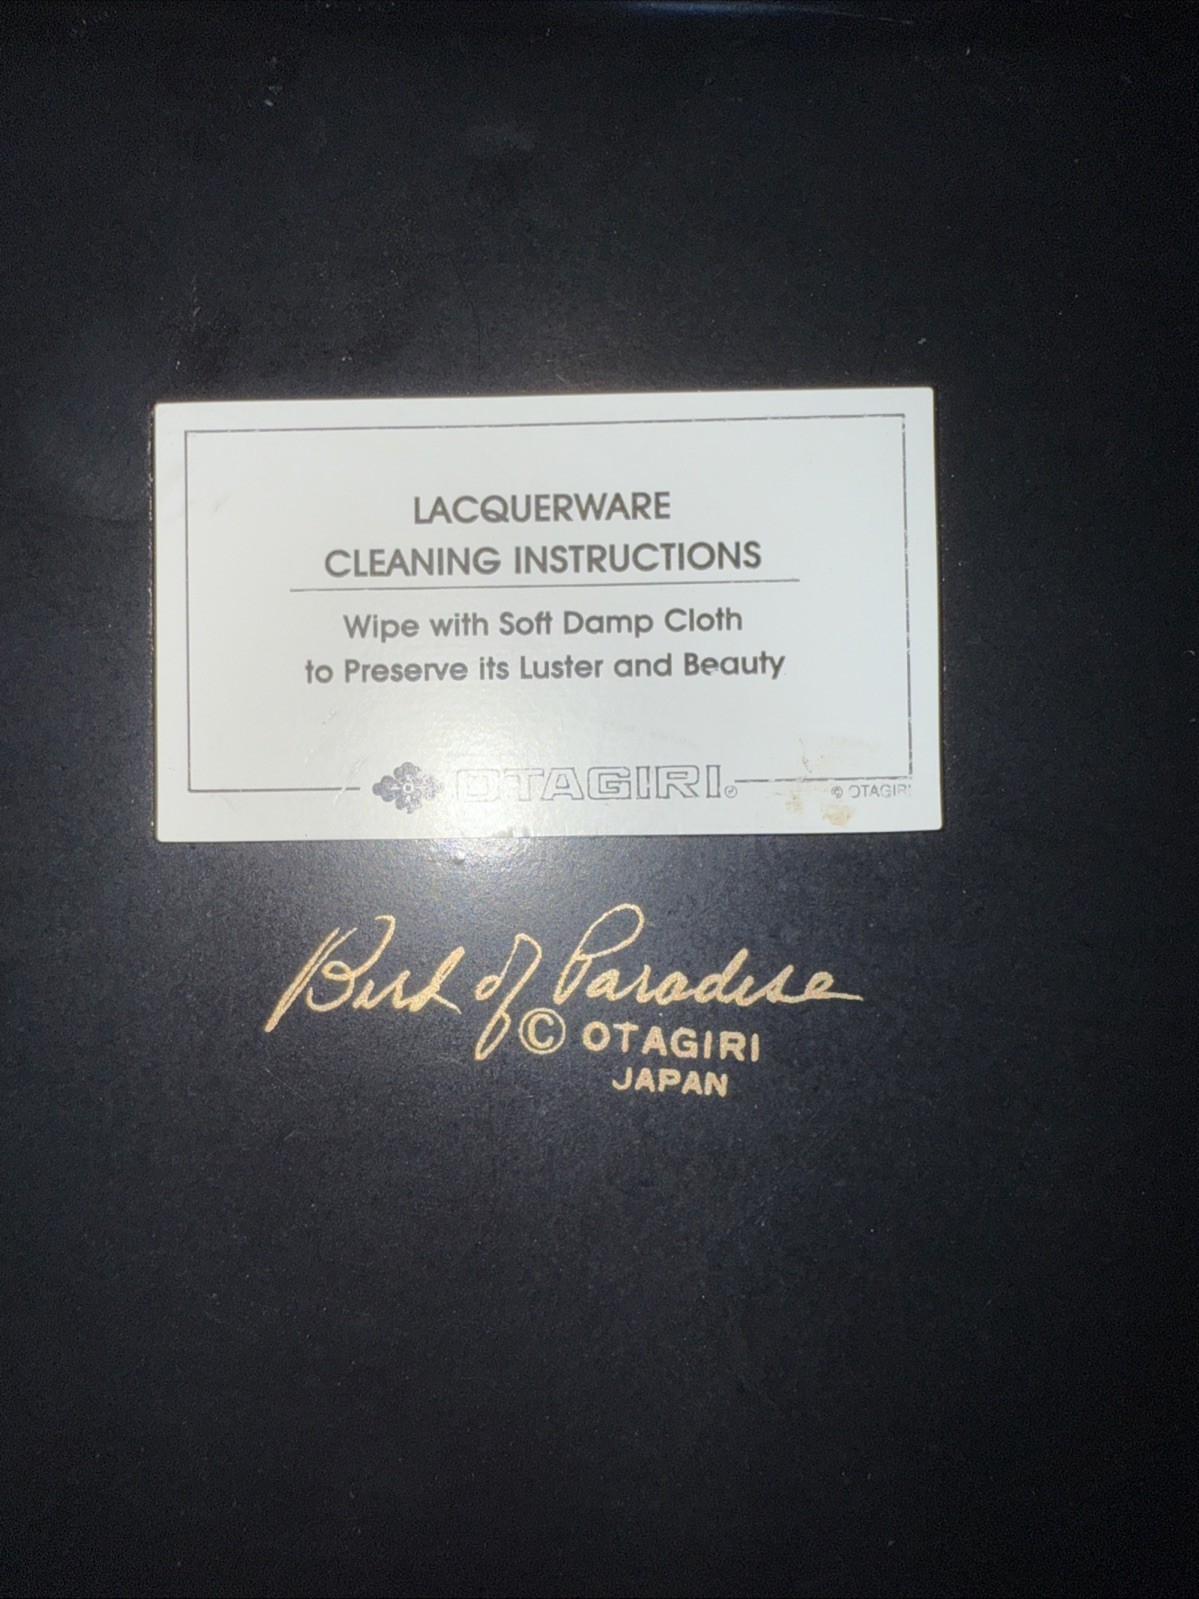 LACQUERWARE
CLEANING INSTRUCTIONS
Wipe with Soft Damp Cloth
to Preserve its Luster and Beauty
OTAGIRI®
© OTAGIRI
Bird of Paradise
© OTAGIRI
JAPAN